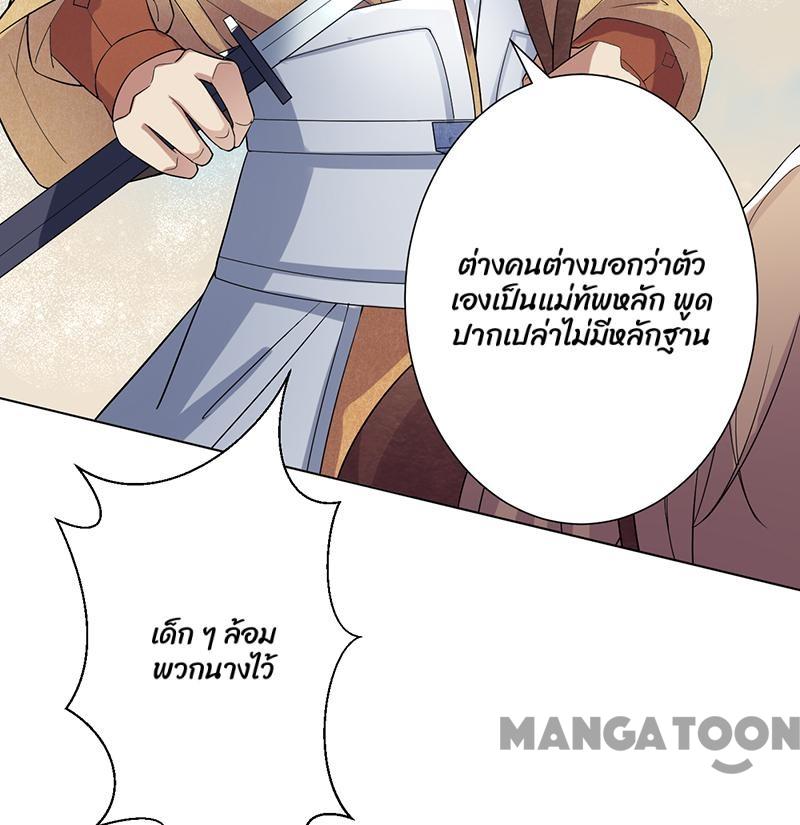 ต่างคนต่างบอกว่าตัว
เองเป็นแม่ทัพหลัก พูด
ปากเปล่าไม่มีหลักฐาน
เด็ก ๆ ล้อม
พวกนางไว้
MANGATOON